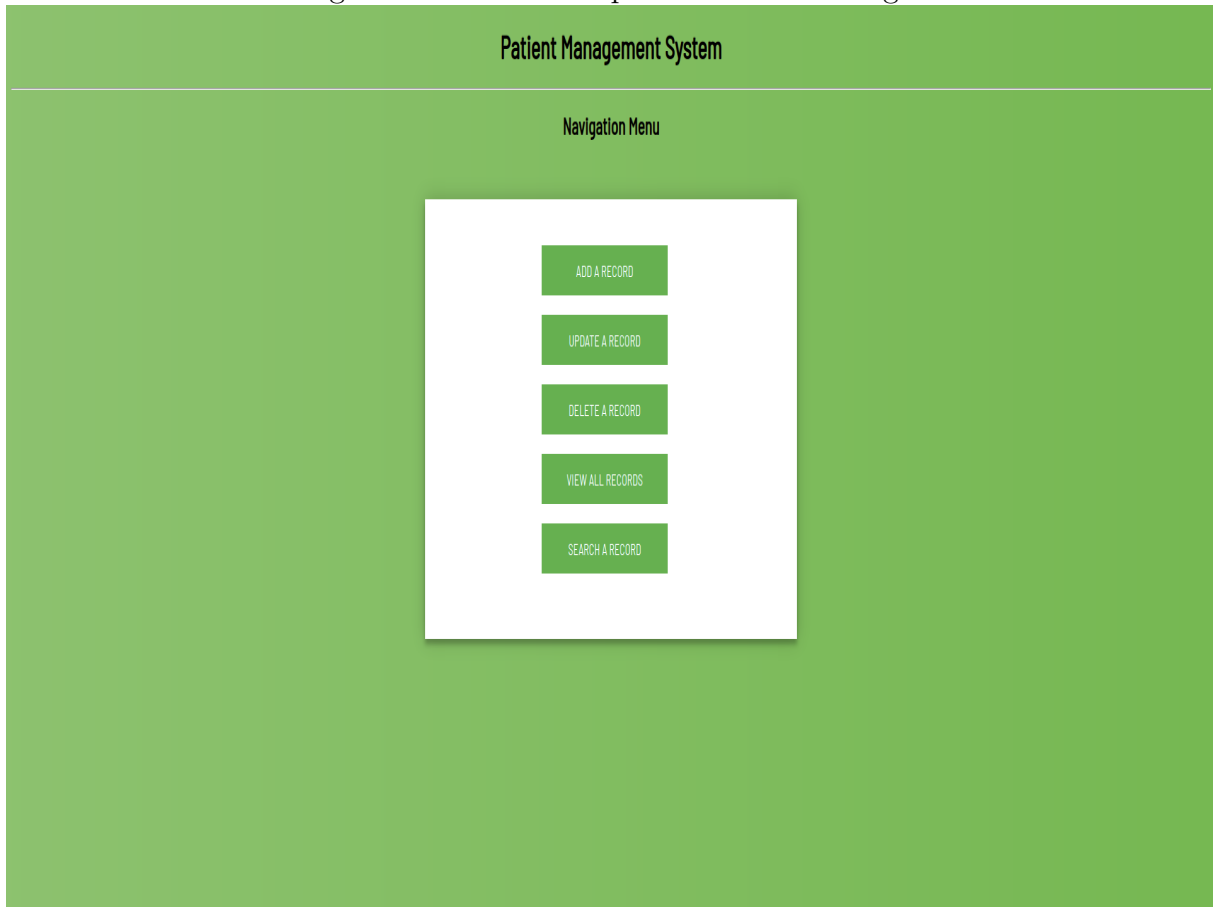 Patient Management System
Navigation Menu
ADD A RECORD
UPDATE A RECORD
DELETE A RECORD
VIEW ALL RECORDS
SEARCH A RECORD